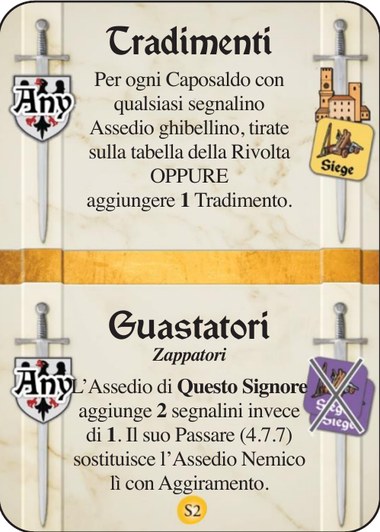 Tradimenti
Any
Per ogni Caposaldo con
qualsiasi segnalino
Assedio ghibellino, tirate
sulla tabella della Rivolta
OPPURE
aggiungere 1 Tradimento.
Siege
Guastatori
Zappatori
Any
L'Assedio di Questo Signore
aggiunge 2 segnalini invece
di 1. Il suo Passare (4.7.7)
sostituisce l'Assedio Nemico
lì con Aggiramento.
Siege
Siege
S2